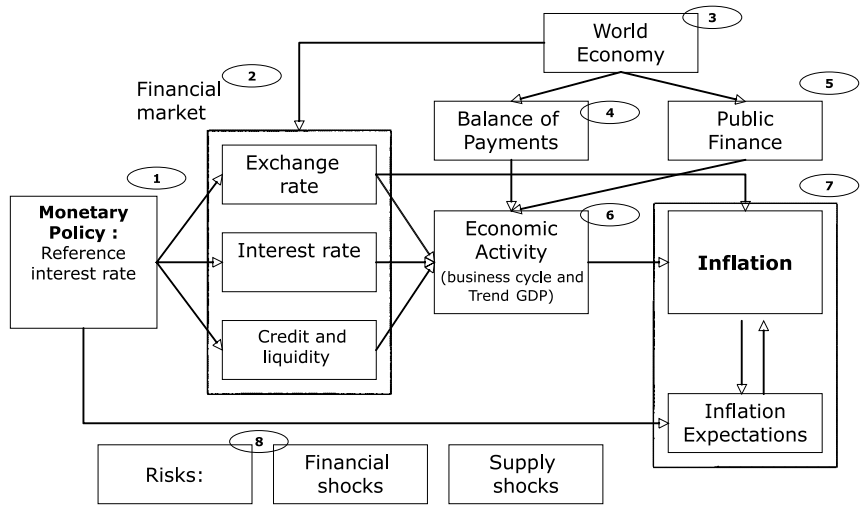 3
World
Economy
2
Financial
market
4
Balance of
Payments
5
Public
Finance
1
Monetary
Policy :
Reference
interest rate
Exchange
rate
Interest rate
Credit and
liquidity
6
Economic
Activity
(business cycle and
Trend GDP)
7
Inflation
Inflation
Expectations
8
Risks:
Financial
shocks
Supply
shocks